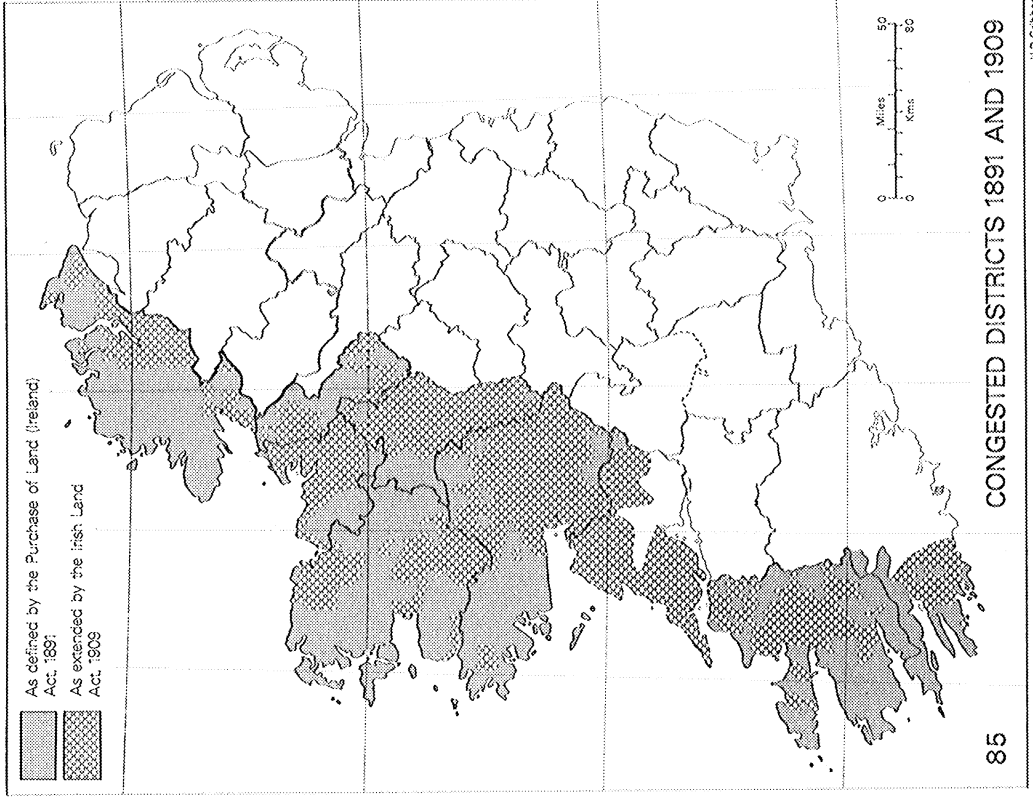 As defined by the Purchase of Land (Ireland)
Act, 1891
As extended by the Irish Land
Act, 1909
0 Miles 50
0 Kms 80
85
CONGESTED DISTRICTS 1891 AND 1909